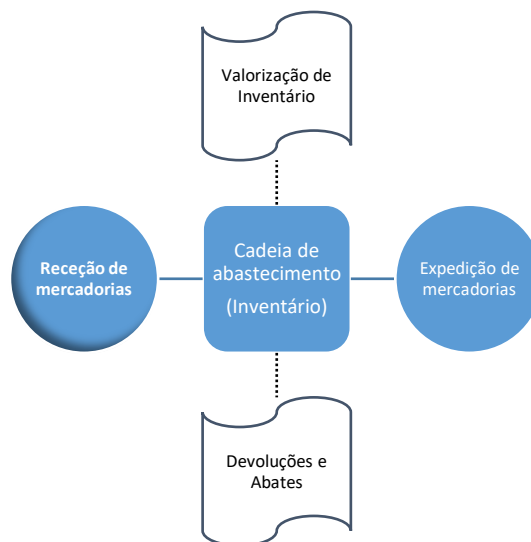 Valorização de
Inventário
Receção de
mercadorias
Cadeia de
abastecimento
(Inventário)
Expedição de
mercadorias
Devoluções e
Abates